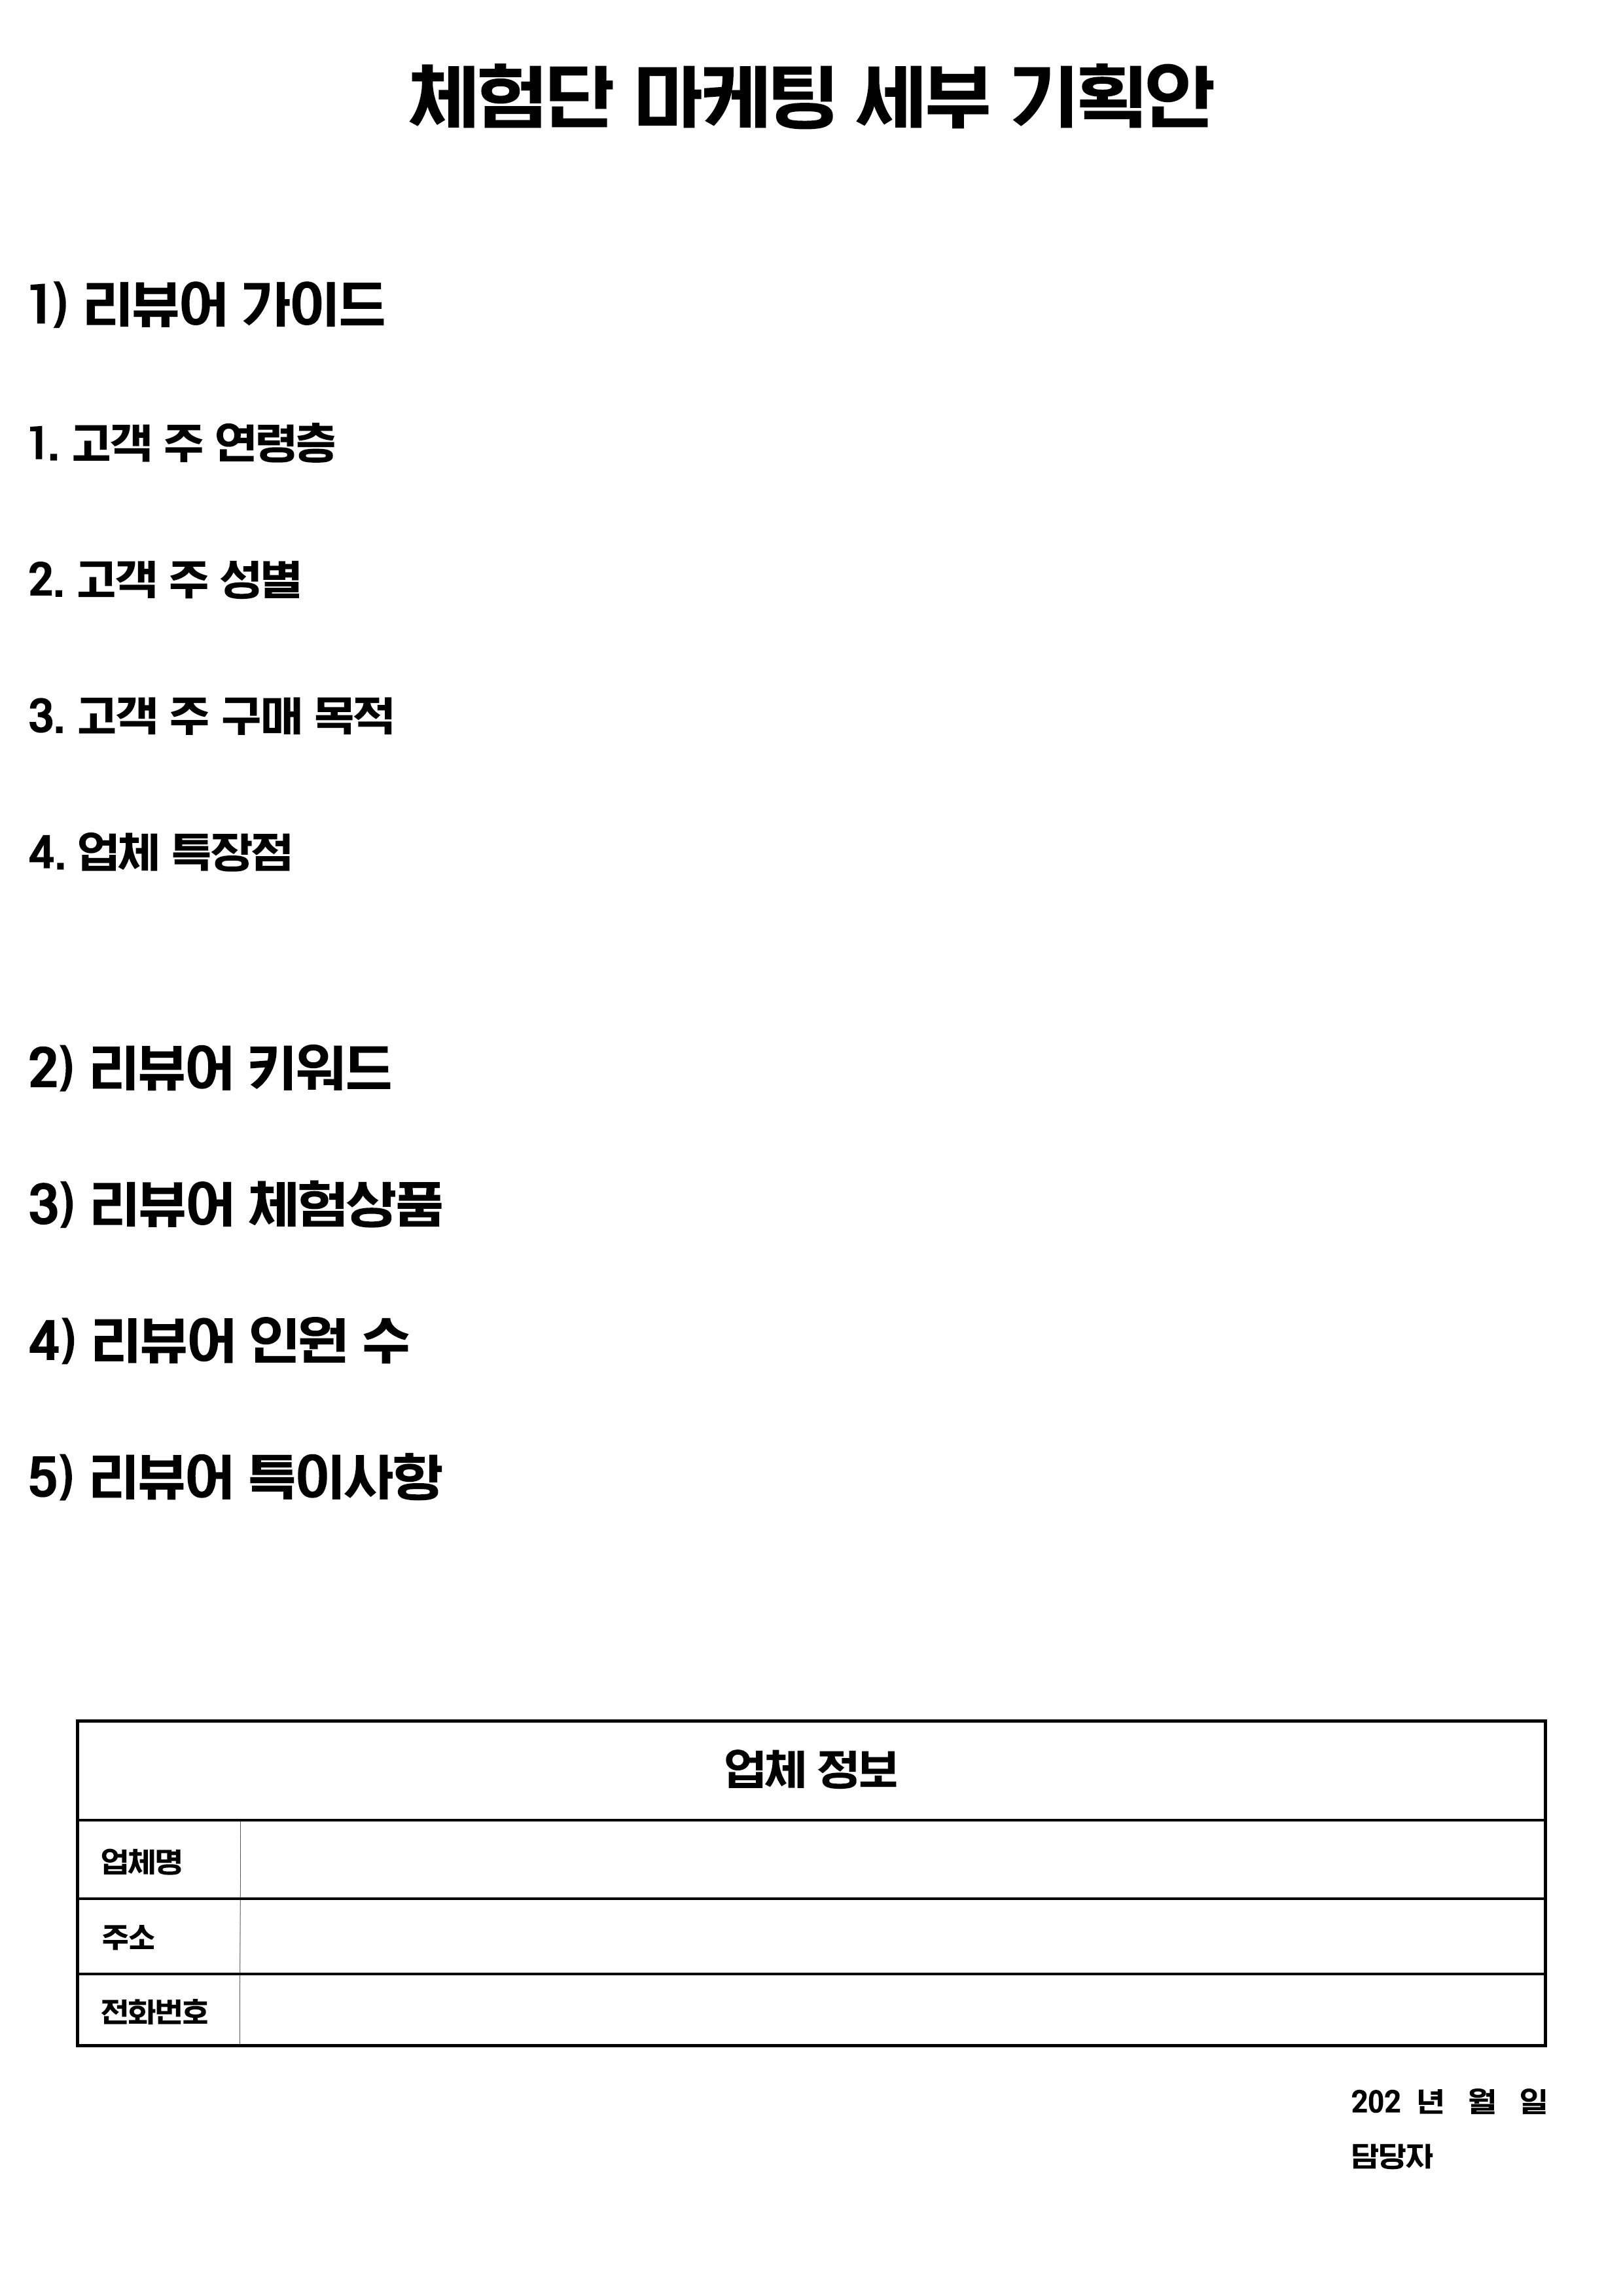 체험단 마케팅 세부 기획안
1) 리뷰어 가이드
1. 고객 주 연령층
2. 고객 주 성별
3. 고객 주 구매 목적
4. 업체 특장점
2) 리뷰어 키워드
3) 리뷰어 체험상품
4) 리뷰어 인원 수
5) 리뷰어 특이사항
업체 정보
업체명
주소
전화번호
202 년 월 일
담당자